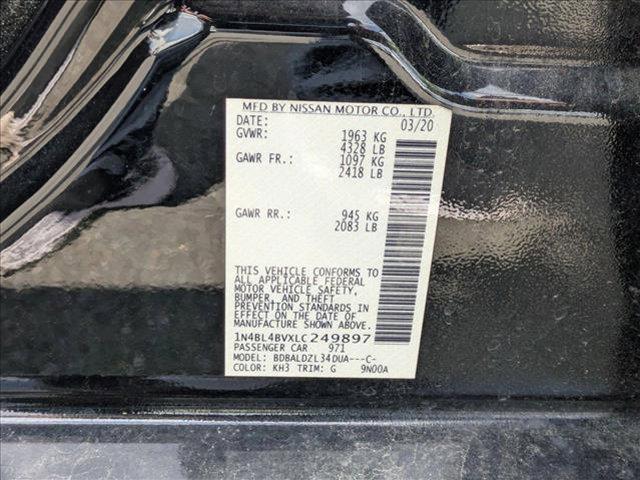 MFD BY NISSAN MOTOR CO., LTD.
DATE: 03/20
GVWR: 1963 KG
4328 LB
GAWR FR.: 1097 KG
2418 LB
GAWR RR.: 945 KG
2083 LB
THIS VEHICLE CONFORMS TO
ALL APPLICABLE FEDERAL
MOTOR VEHICLE SAFETY,
BUMPER, AND THEFT
PREVENTION STANDARDS IN
EFFECT ON THE DATE OF
MANUFACTURE SHOWN ABOVE.
1N4BL4BVXLC249897
PASSENGER CAR 971
MODEL: BDBALDZL34DUA---C-
COLOR: KH3 TRIM: G 9N00A